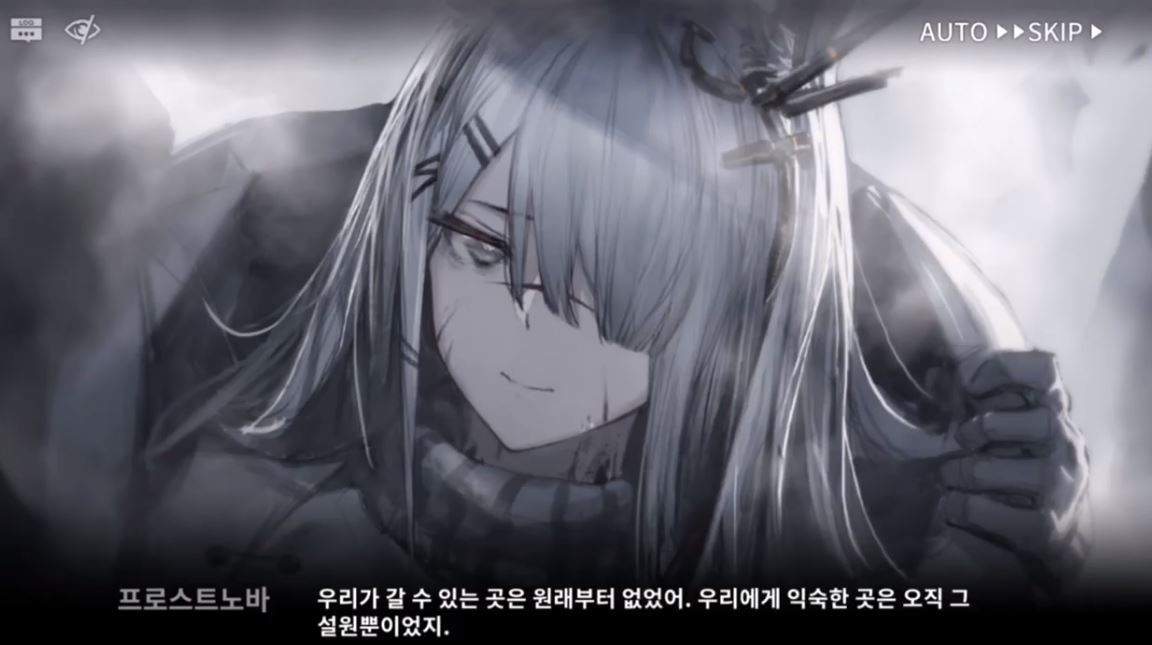 LOG
AUTO SKIP
프로스트노바
우리가 갈 수 있는 곳은 원래부터 없었어. 우리에게 익숙한 곳은 오직 그
설원뿐이었지.